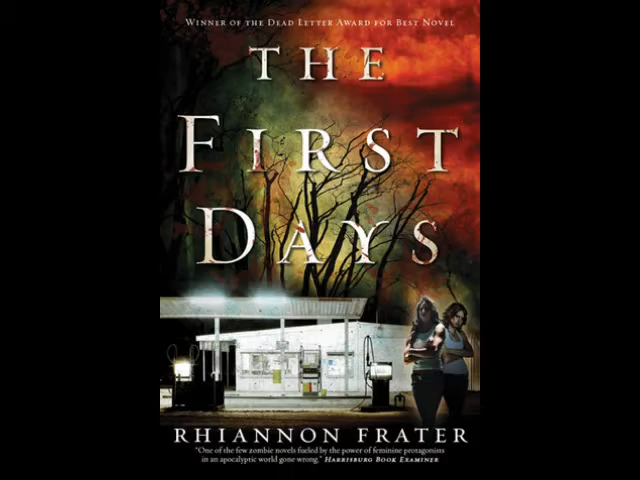 WINNER OF THE DEAD LETTER AWARD FOR BEST NOVEL
THE
FIRST
DAYS
RHIANNON FRATER
"One of the few zombie novels fueled by the power of feminine protagonists
in an apocalyptic world gone wrong." HARRISBURG BOOK EXAMINER